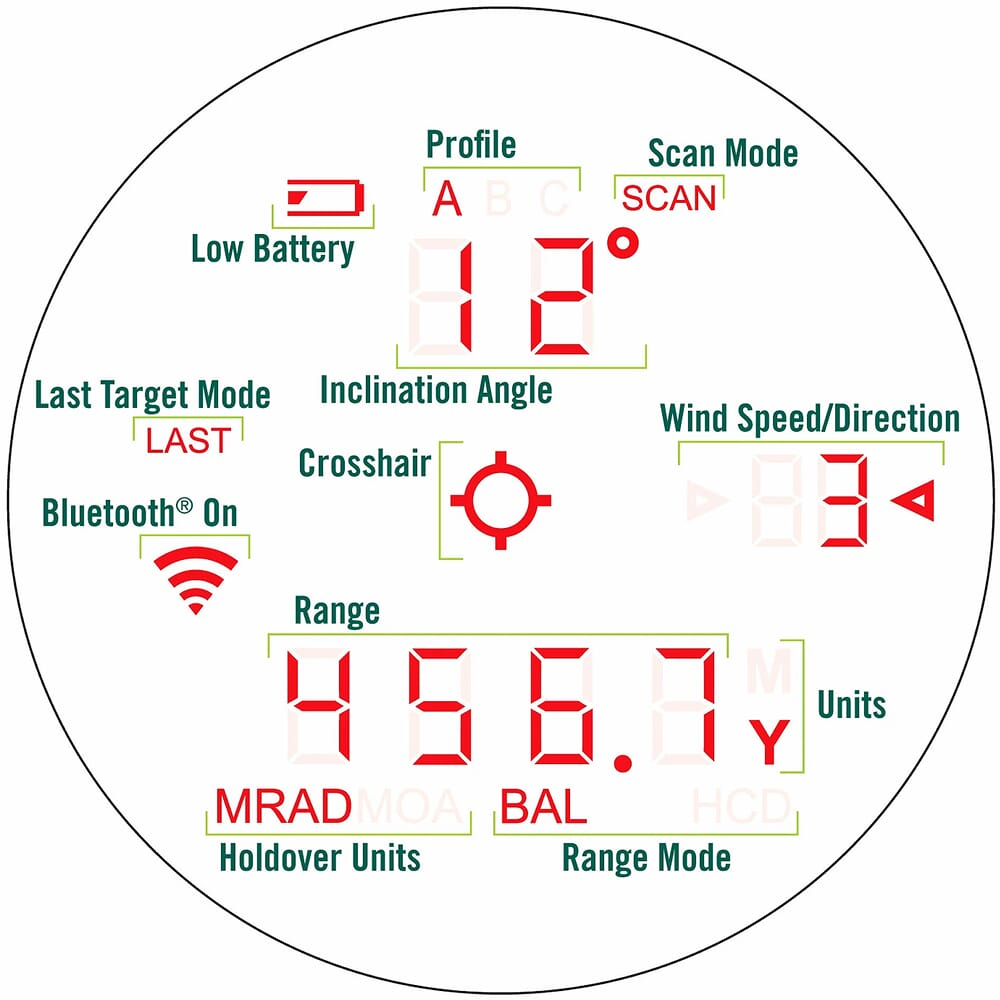 Profile
Scan Mode
A B C
SCAN
Low Battery
12°
Inclination Angle
Last Target Mode
LAST
Wind Speed/Direction
Crosshair
3
Bluetooth® On
Range
456.7
M
Y
Units
MRAD MOA
BAL HCD
Holdover Units
Range Mode